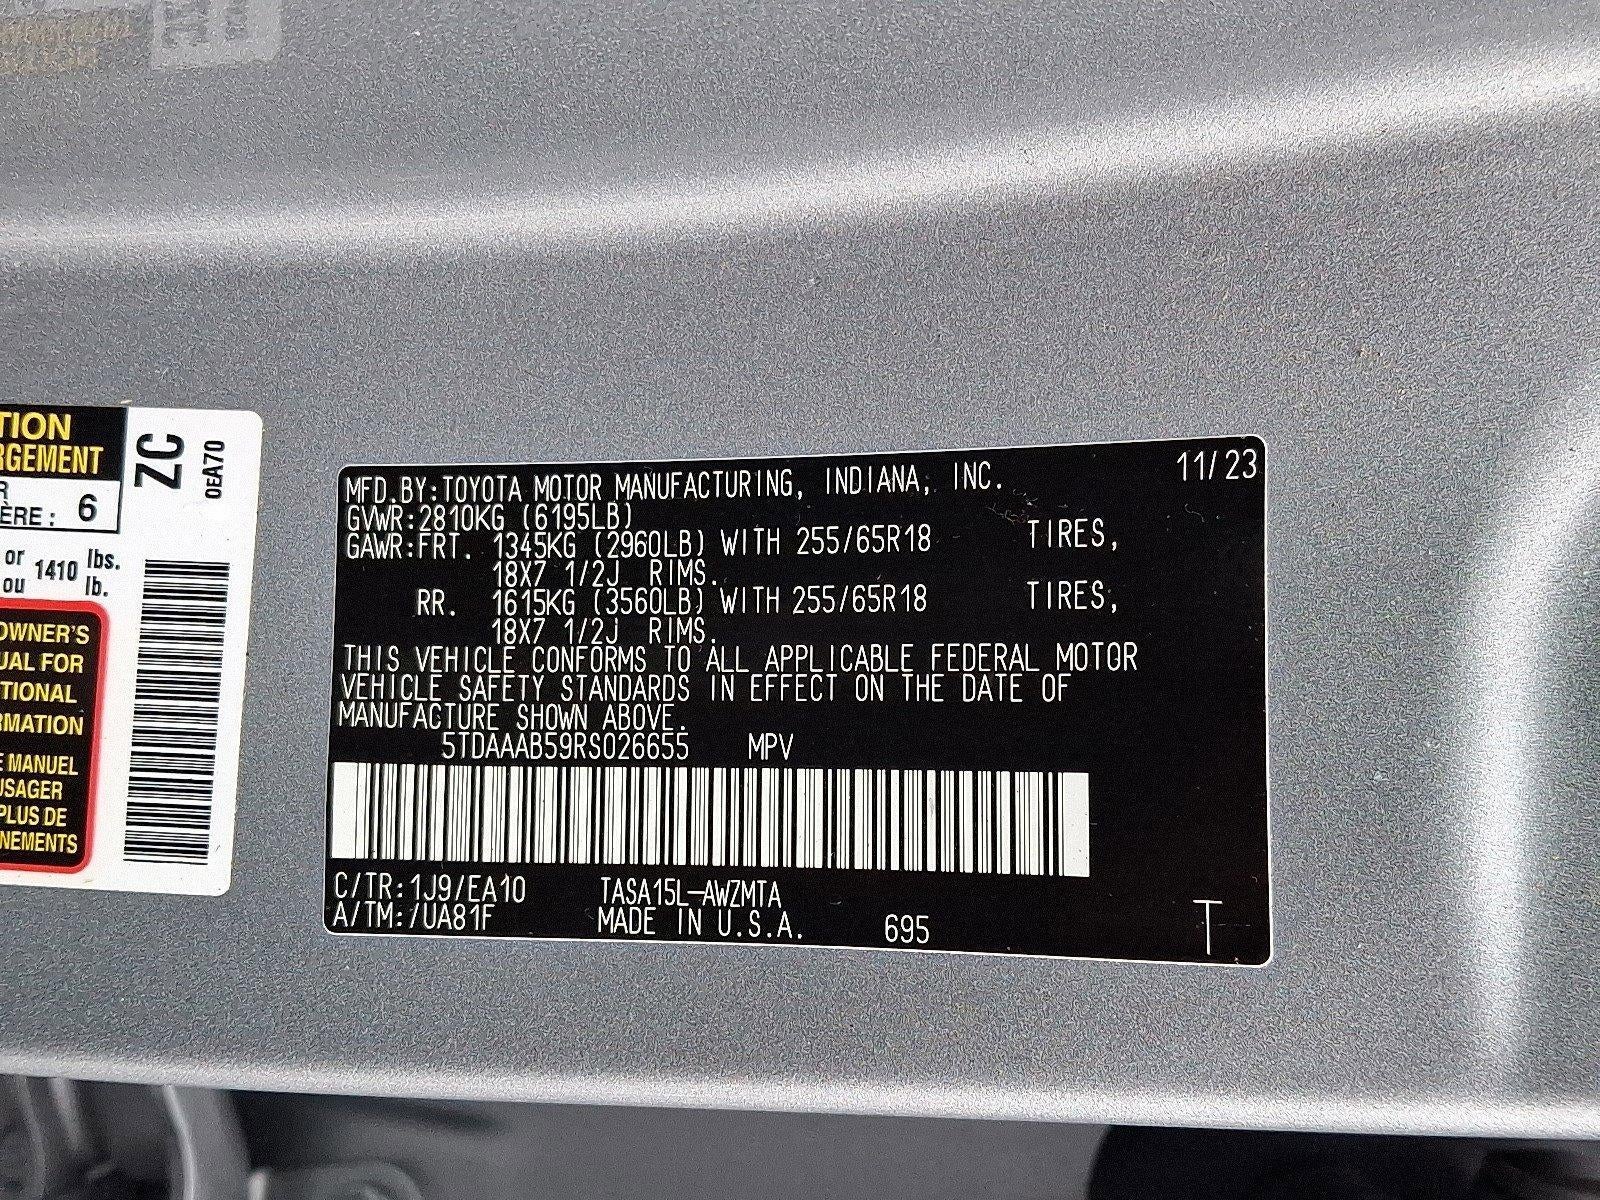 TION
RGEMENT
R
ÈRE : 6
or 1410 lbs.
ou lb.
OWNER'S
UAL FOR
TIONAL
RMATION
E MANUEL
USAGER
PLUS DE
NEMENTS
ZC
0EA70
MFD.BY:TOYOTA MOTOR MANUFACTURING, INDIANA, INC. 11/23
GVWR:2810KG (6195LB)
GAWR:FRT. 1345KG (2960LB) WITH 255/65R18 TIRES,
18X7 1/2J RIMS.
RR. 1615KG (3560LB) WITH 255/65R18 TIRES,
18X7 1/2J RIMS.
THIS VEHICLE CONFORMS TO ALL APPLICABLE FEDERAL MOTOR
VEHICLE SAFETY STANDARDS IN EFFECT ON THE DATE OF
MANUFACTURE SHOWN ABOVE.
5TDAAAB59RS026655 MPV
C/TR:1J9/EA10 TASA15L-AWZMTA
A/TM:/UA81F MADE IN U.S.A. 695 T